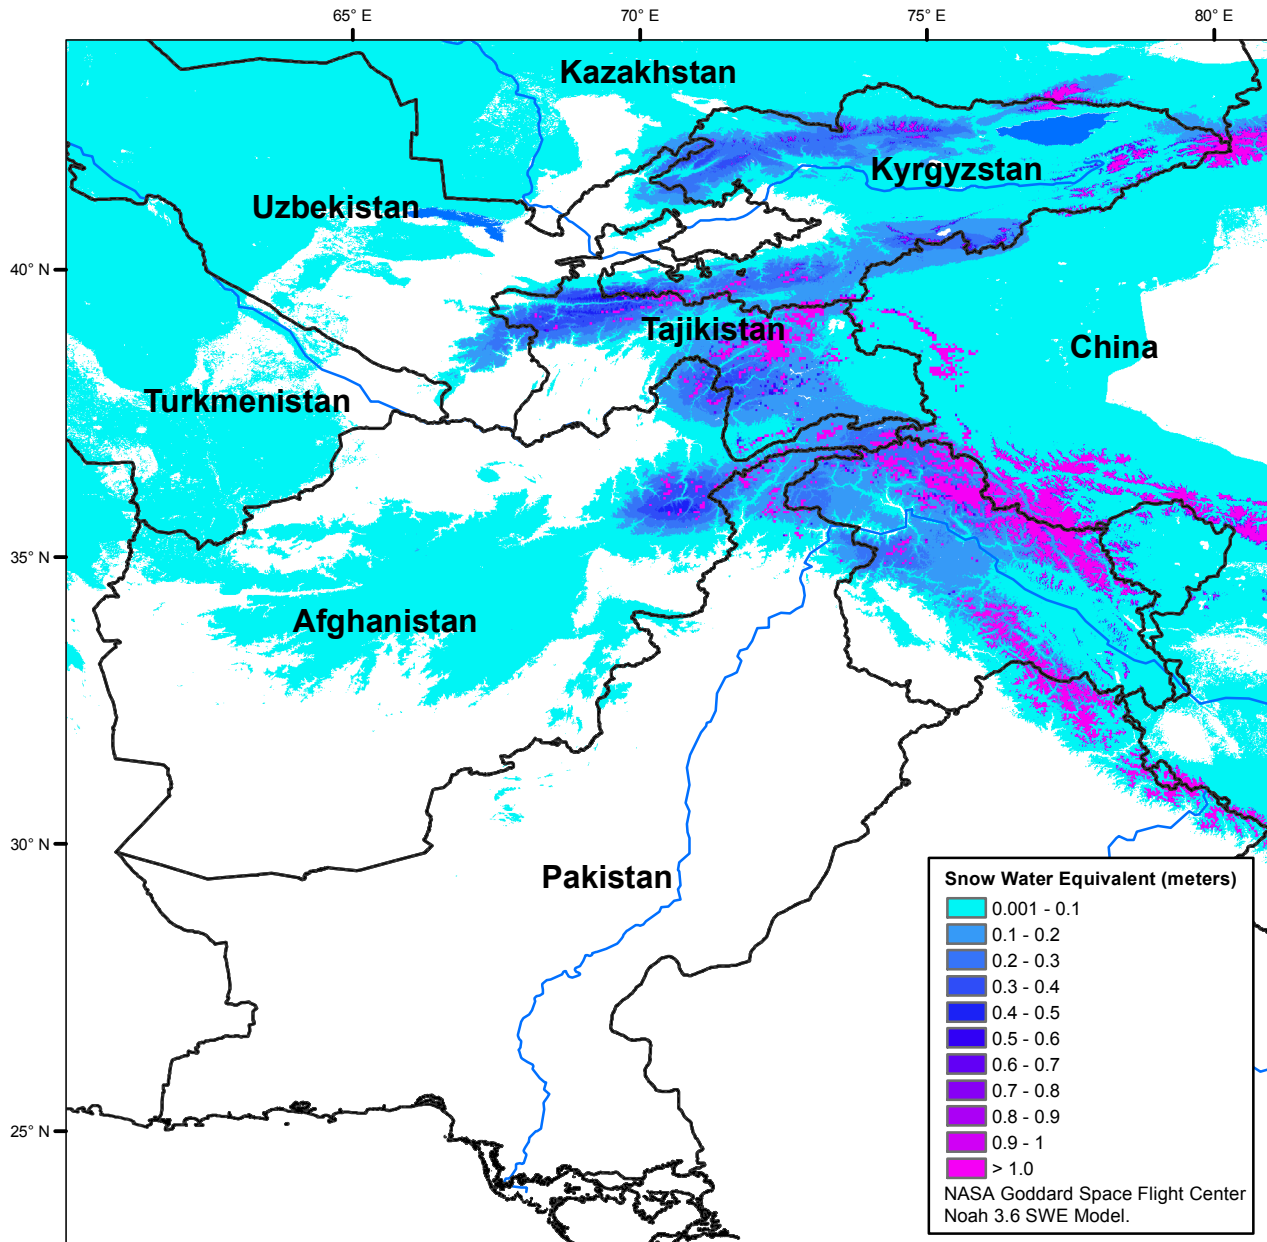 65° E 70° E 75° E 80° E
Kazakhstan
Kyrgyzstan
Uzbekistan
40° N
Tajikistan
China
Turkmenistan
35° N
Afghanistan
30° N
Pakistan
25° N
Snow Water Equivalent (meters)
0.001 - 0.1
0.1 - 0.2
0.2 - 0.3
0.3 - 0.4
0.4 - 0.5
0.5 - 0.6
0.6 - 0.7
0.7 - 0.8
0.8 - 0.9
0.9 - 1
> 1.0
NASA Goddard Space Flight Center
Noah 3.6 SWE Model.